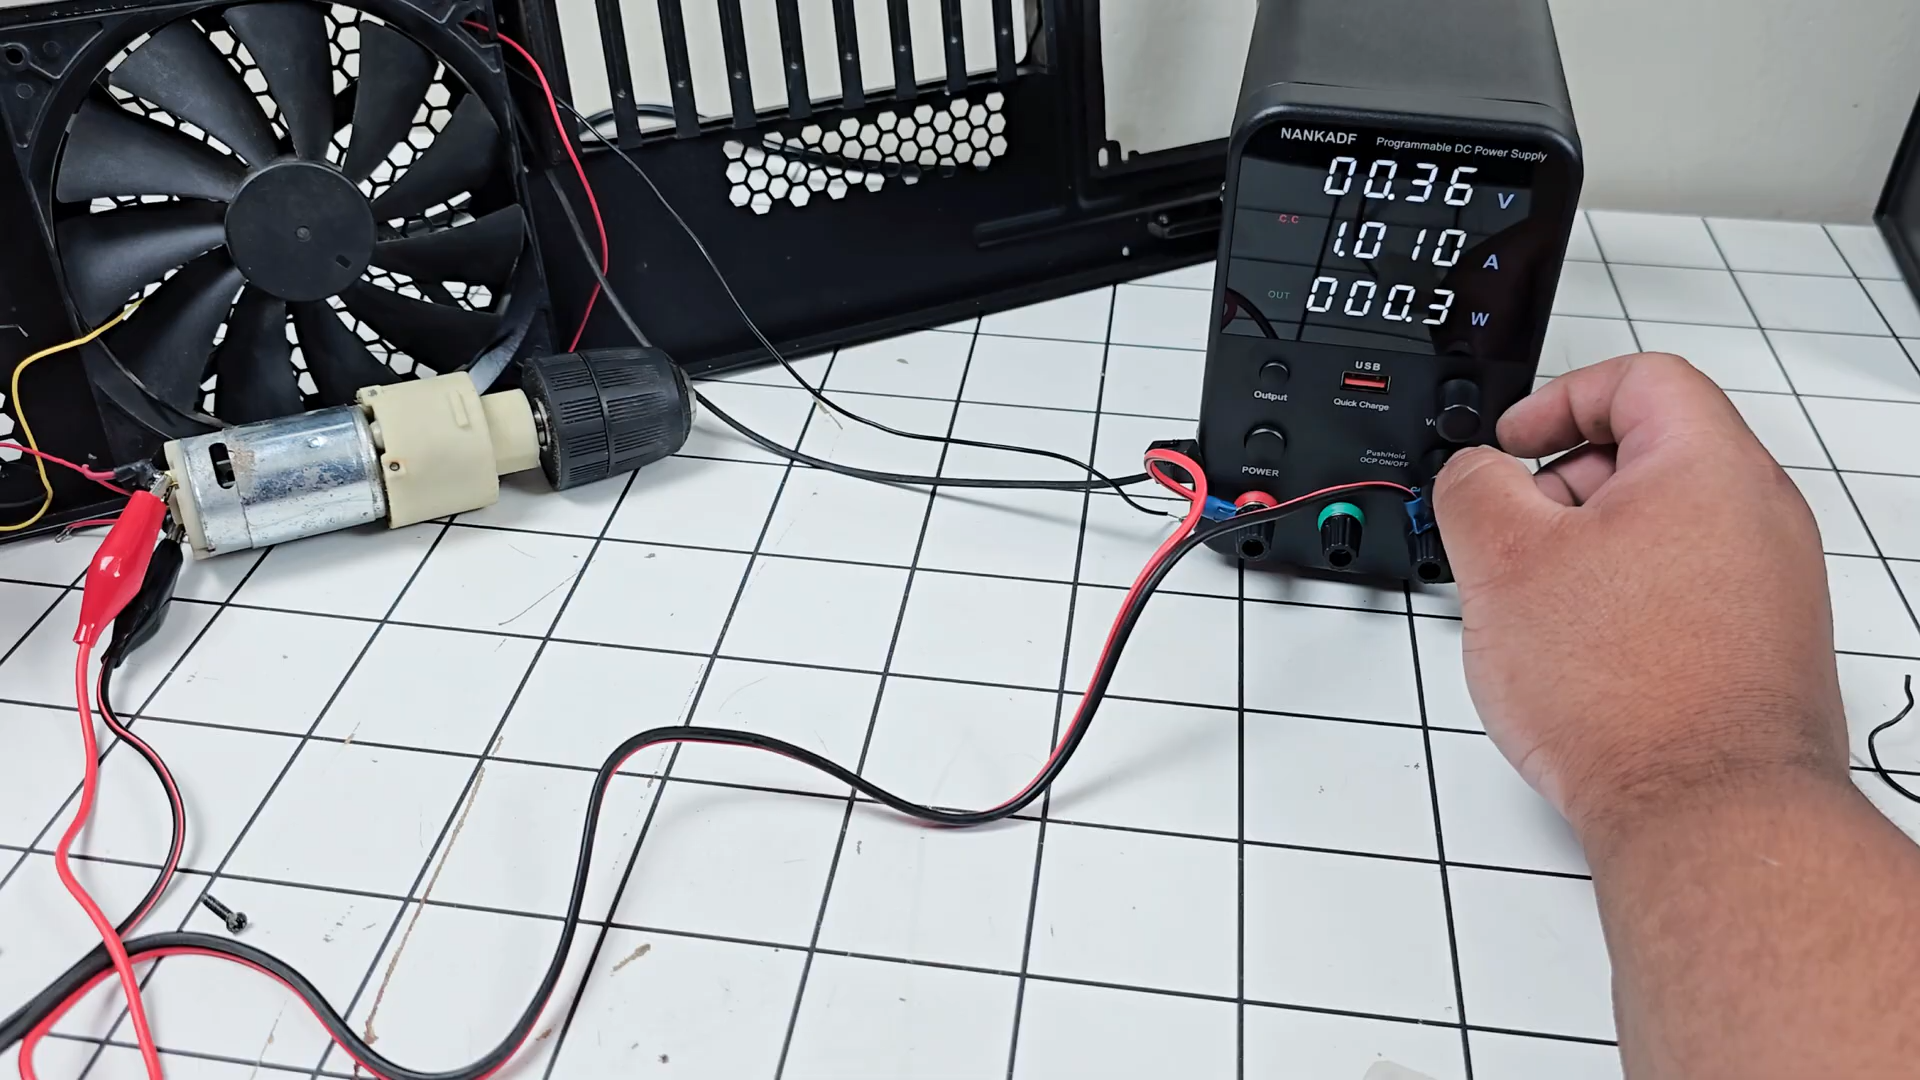 NANKADF Programmable DC Power Supply
00.36 V
C.C
1.010 A
OUT 000.3 W
USB
Output
Quick Charge
Push/Hold
OCP ON/OFF
POWER